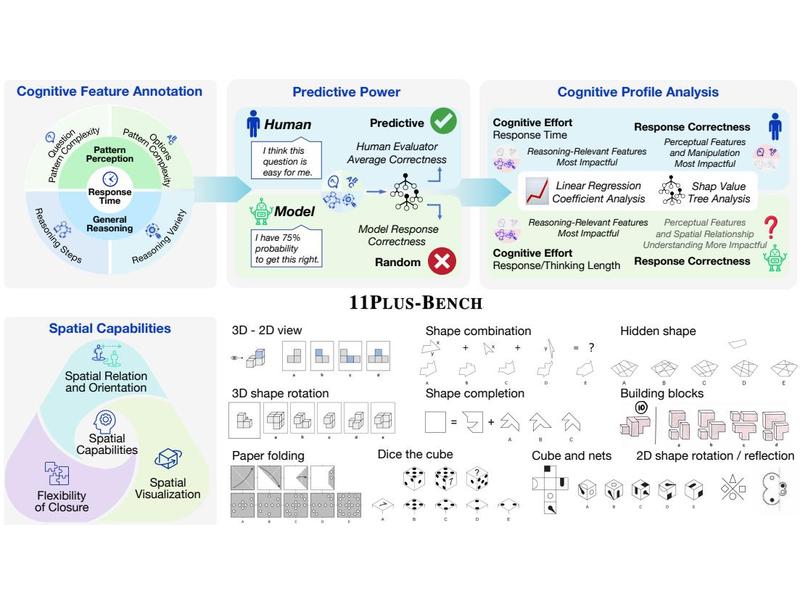 Cognitive Feature Annotation
Question
Pattern Complexity
Options
Pattern Complexity
Pattern
Perception
Response
Time
General
Reasoning
Reasoning Steps
Reasoning Variety
Predictive Power
Human
Predictive
I think this
question is
easy for me.
Human Evaluator
Average Correctness
Model
I have 75%
probability
to get this right.
Model Response
Correctness
Random
Cognitive Profile Analysis
Cognitive Effort
Response Time
Response Correctness
Reasoning-Relevant Features
Most Impactful
Perceptual Features
and Manipulation
Most Impactful
Linear Regression
Coefficient Analysis
Shap Value
Tree Analysis
Reasoning-Relevant Features
Most Impactful
Perceptual Features
and Spatial Relationship
Understanding More Impactful
?
Cognitive Effort
Response/Thinking Length
Response Correctness
11PLUS-BENCH
Spatial Capabilities
Spatial Relation
and Orientation
Spatial
Capabilities
Flexibility
of Closure
Spatial
Visualization
3D - 2D view
a b c d
Shape combination
+ + = ?
A B C D E
Hidden shape
A B C D E
3D shape rotation
a b c d e
Shape completion
= +
A B C
Building blocks
10
a b c d
Paper folding
A B C D E
Dice the cube
?
A B C D E
Cube and nets
A B C D E
2D shape rotation / reflection